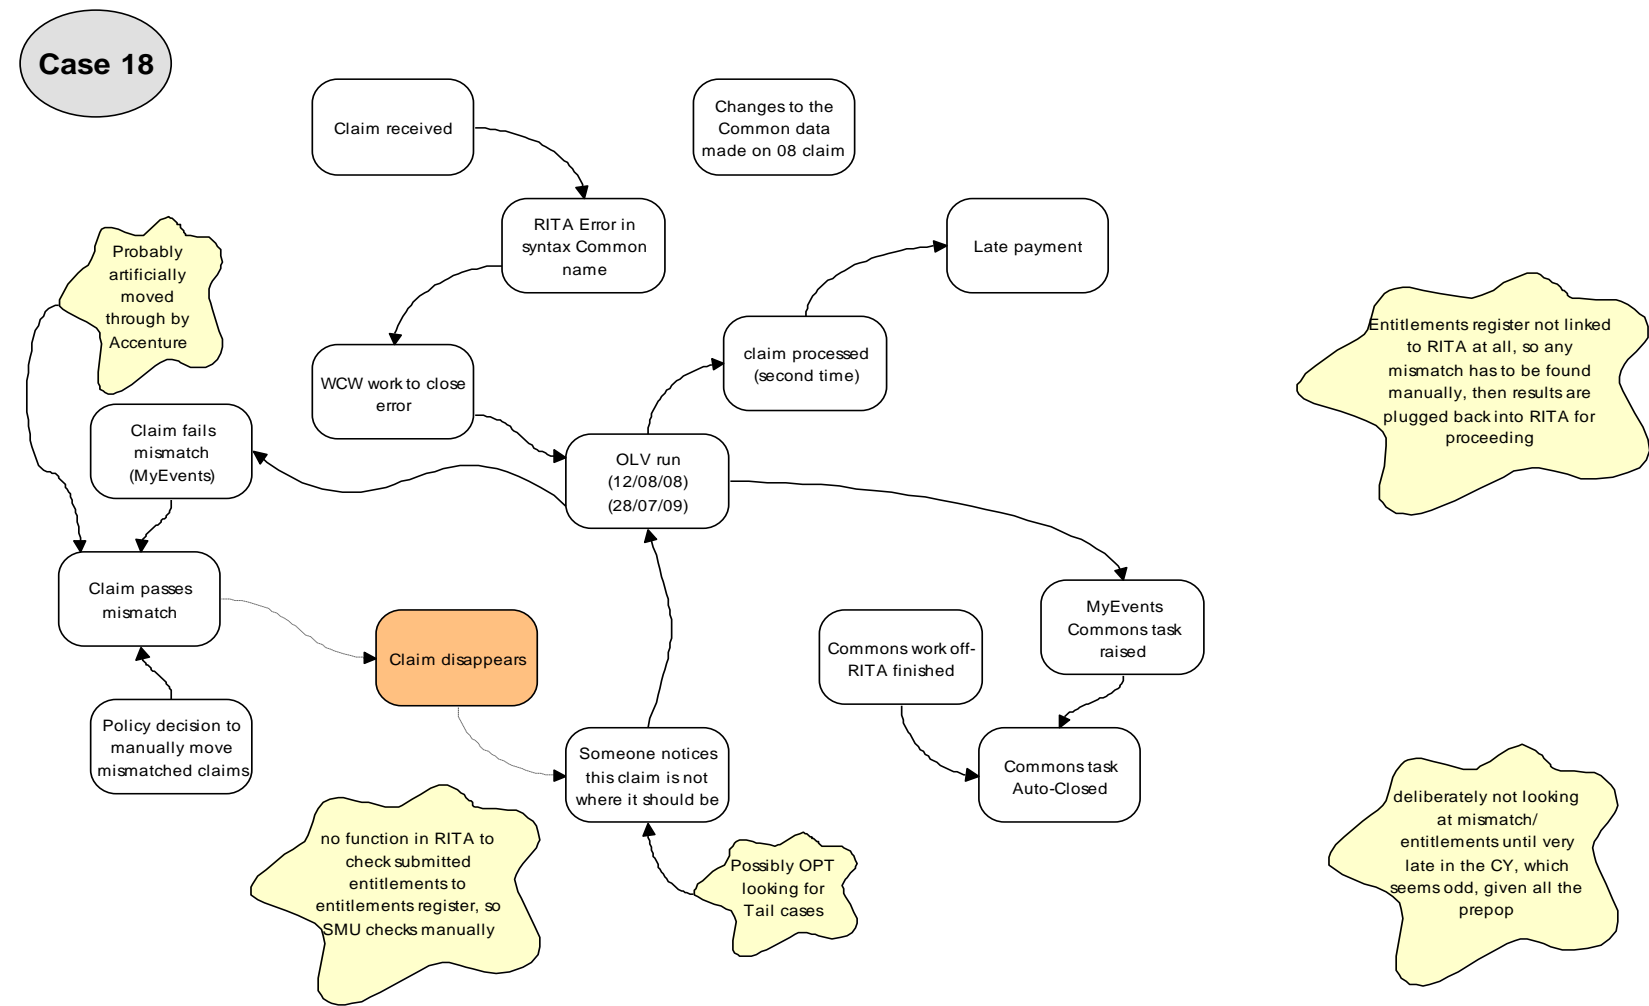 Case 18
Claim received
Changes to the
Common data
made on 08 claim
RITA Error in
syntax Common
name
Late payment
Probably
artificially
moved
through by
Accenture
WCW work to close
error
claim processed
(second time)
Entitlements register not linked
to RITA at all, so any
mismatch has to be found
manually, then results are
plugged back into RITA for
proceeding
Claim fails
mismatch
(MyEvents)
OLV run
(12/08/08)
(28/07/09)
Claim passes
mismatch
Claim disappears
Commons work off-
RITA finished
MyEvents
Commons task
raised
Policy decision to
manually move
mismatched claims
Someone notices
this claim is not
where it should be
Commons task
Auto-Closed
no function in RITA to
check submitted
entitlements to
entitlements register, so
SMU checks manually
Possibly OPT
looking for
Tail cases
deliberately not looking
at mismatch/
entitlements until very
late in the CY, which
seems odd, given all the
prepop